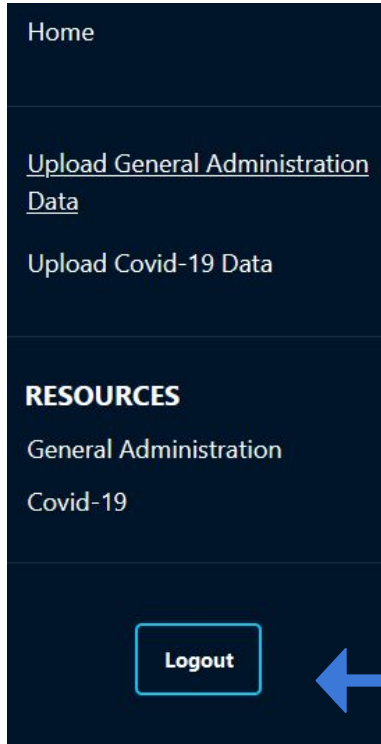 Home
Upload General Administration
Data
Upload Covid-19 Data
RESOURCES
General Administration
Covid-19
Logout